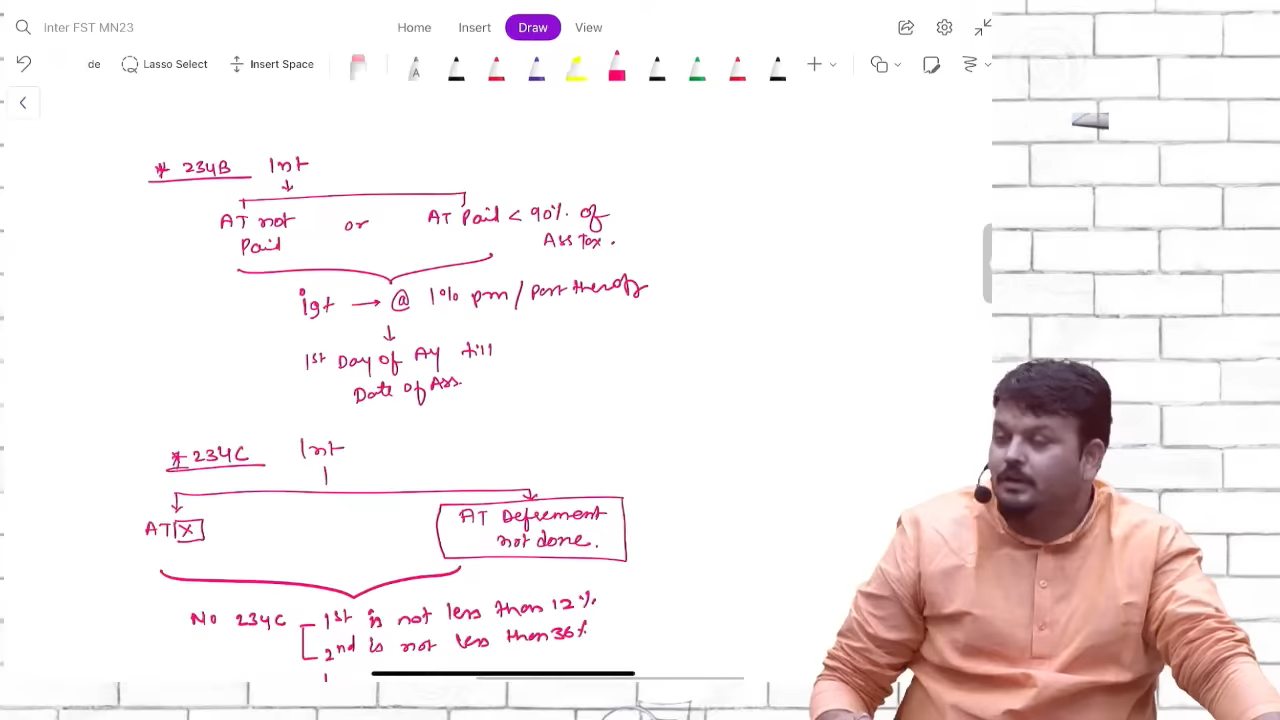 Inter FST MN23
Home Insert Draw View
de Lasso Select Insert Space
* 234B Int
AT not Paid or AT Paid < 90% of Ass Tax.
igt → @ 1% pm / Part thereof
↓
1st Day of AY till
Date of Ass.
* 234C Int
AT X
AT Deferment
not done.
No 234C 1st is not less than 12%
2nd is not less than 36%